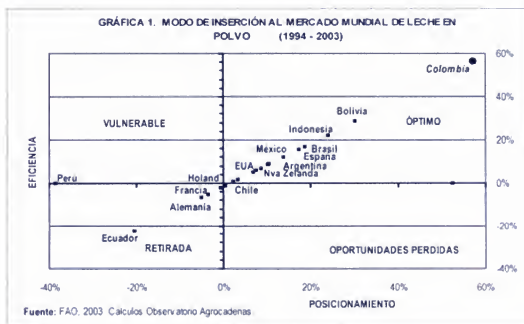 GRÁFICA 1. MODO DE INSERCIÓN AL MERCADO MUNDIAL DE LECHE EN
POLVO (1994 - 2003)
60%
Colombia
40%
Bolivia
VULNERABLE
Indonesia
ÓPTIMO
20%
México
Brasil
España
EUA
Argentina
Nva Zelanda
Perú
Holand
0%
Francia
Chile
Alemania
Ecuador
-20%
RETIRADA
OPORTUNIDADES PERDIDAS
-40%
EFICIENCIA
-40%
-20%
0%
20%
40%
60%
POSICIONAMIENTO
Fuente: FAO, 2003 Calculos Observatorio Agrocadenas